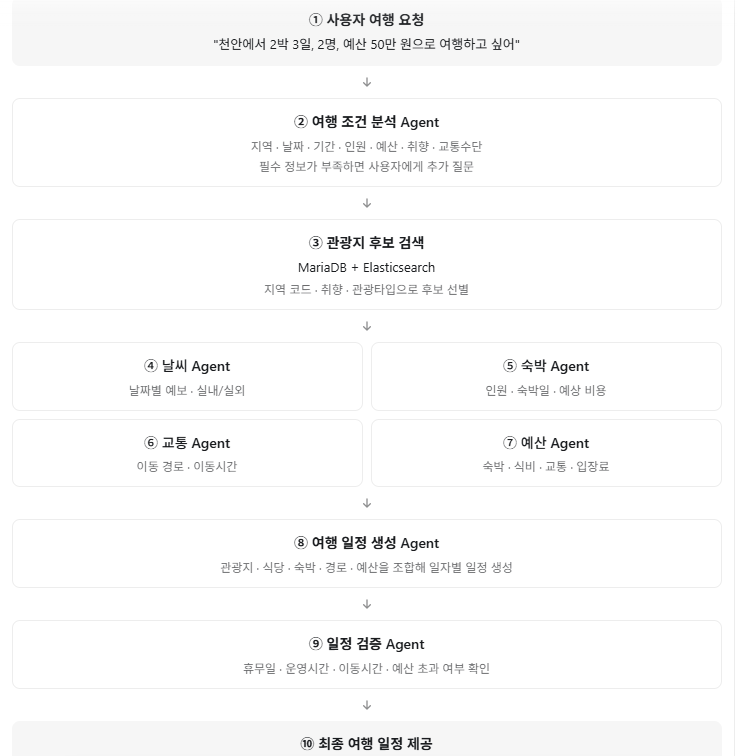 ① 사용자 여행 요청
"천안에서 2박 3일, 2명, 예산 50만 원으로 여행하고 싶어"
↓
② 여행 조건 분석 Agent
지역 · 날짜 · 기간 · 인원 · 예산 · 취향 · 교통수단
필수 정보가 부족하면 사용자에게 추가 질문
↓
③ 관광지 후보 검색
MariaDB + Elasticsearch
지역 코드 · 취향 · 관광타입으로 후보 선별
↓
④ 날씨 Agent
날짜별 예보 · 실내/실외
⑤ 숙박 Agent
인원 · 숙박일 · 예상 비용
⑥ 교통 Agent
이동 경로 · 이동시간
⑦ 예산 Agent
숙박 · 식비 · 교통 · 입장료
↓
⑧ 여행 일정 생성 Agent
관광지 · 식당 · 숙박 · 경로 · 예산을 조합해 일자별 일정 생성
↓
⑨ 일정 검증 Agent
휴무일 · 운영시간 · 이동시간 · 예산 초과 여부 확인
↓
⑩ 최종 여행 일정 제공